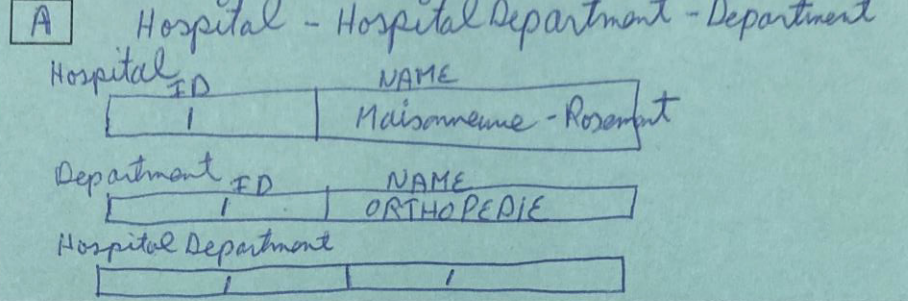 A Hospital - Hospital Department - Department
Hospital
ID NAME
1 Maisonneuve - Rosemont
Department
ID NAME
1 ORTHOPEDIE
Hospital Department
1 1